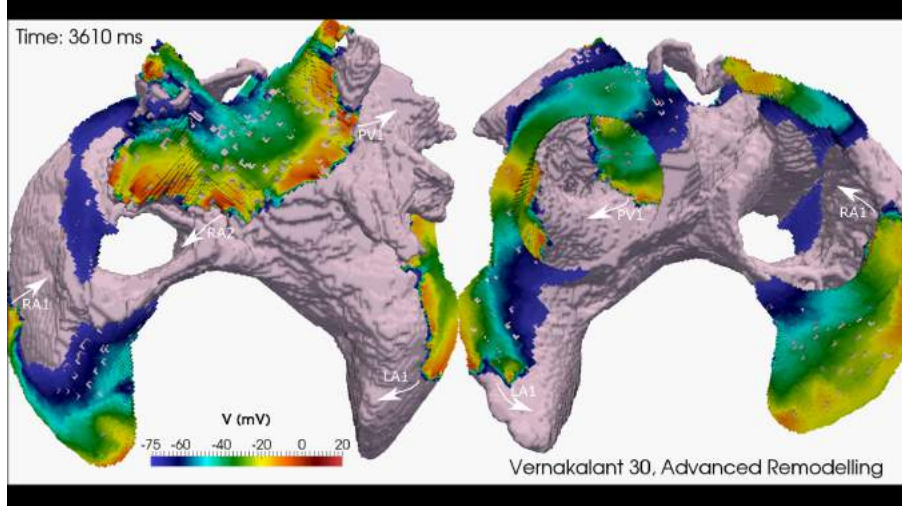 Time: 3610 ms
PV1
RA2
RA1
LA1
PV1
RA1
LA1
V (mV)
-75 -60 -40 -20 0 20
Vernakalant 30, Advanced Remodelling